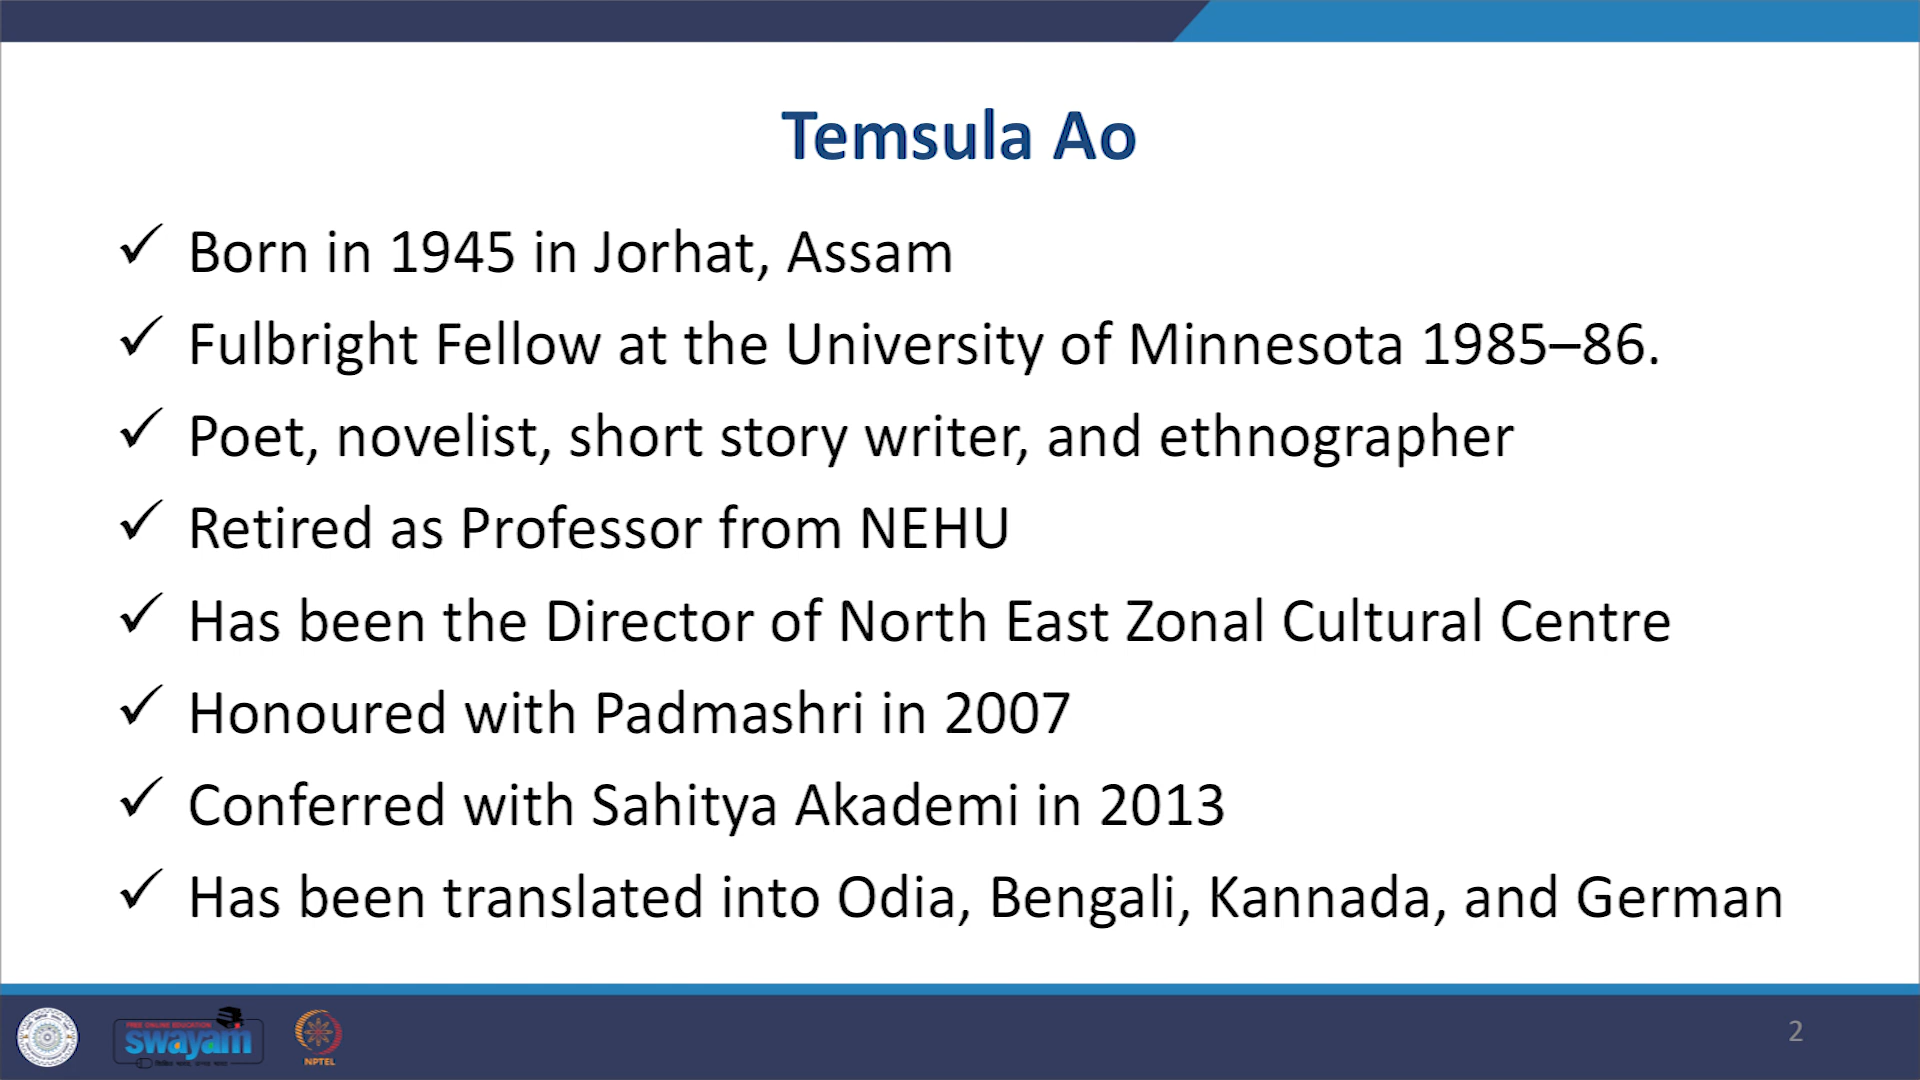 Temsula Ao
✓ Born in 1945 in Jorhat, Assam
✓ Fulbright Fellow at the University of Minnesota 1985–86.
✓ Poet, novelist, short story writer, and ethnographer
✓ Retired as Professor from NEHU
✓ Has been the Director of North East Zonal Cultural Centre
✓ Honoured with Padmashri in 2007
✓ Conferred with Sahitya Akademi in 2013
✓ Has been translated into Odia, Bengali, Kannada, and German
FREE ONLINE EDUCATION
swayam
NPTEL
2